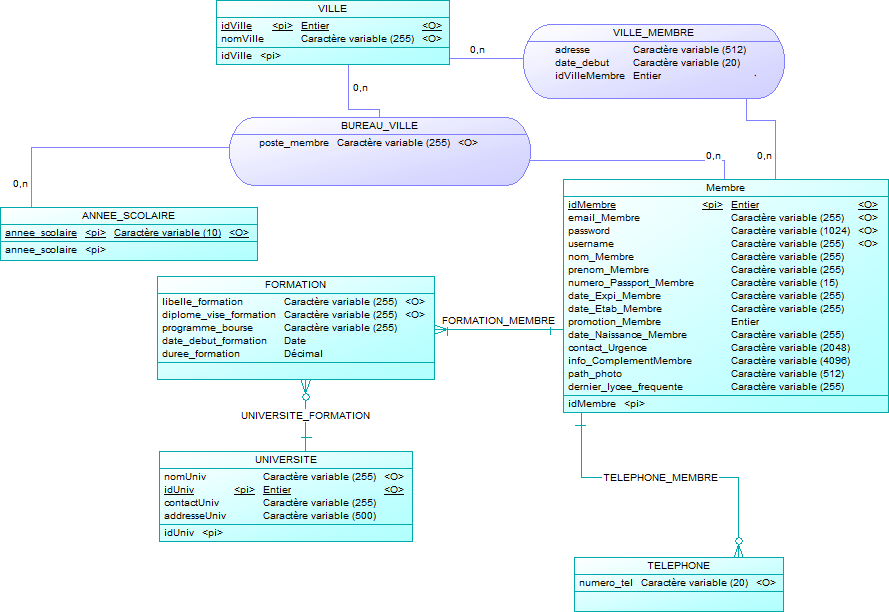 VILLE
idVille <pi> Entier <O>
nomVille Caractère variable (255) <O>
idVille <pi>
0,n
VILLE_MEMBRE
adresse Caractère variable (512)
date_debut Caractère variable (20)
idVilleMembre Entier
0,n
BUREAU_VILLE
poste_membre Caractère variable (255) <O>
0,n
0,n
0,n
ANNEE_SCOLAIRE
annee_scolaire <pi> Caractère variable (10) <O>
annee_scolaire <pi>
Membre
idMembre <pi> Entier <O>
email_Membre Caractère variable (255) <O>
password Caractère variable (1024) <O>
username Caractère variable (255) <O>
nom_Membre Caractère variable (255)
prenom_Membre Caractère variable (255)
numero_Passport_Membre Caractère variable (15)
date_Expi_Membre Caractère variable (255)
date_Etab_Membre Caractère variable (255)
promotion_Membre Entier
date_Naissance_Membre Caractère variable (255)
contact_Urgence Caractère variable (2048)
info_ComplementMembre Caractère variable (4096)
path_photo Caractère variable (512)
dernier_lycee_frequente Caractère variable (255)
idMembre <pi>
FORMATION
libelle_formation Caractère variable (255) <O>
diplome_vise_formation Caractère variable (255) <O>
programme_bourse Caractère variable (255)
date_debut_formation Date
duree_formation Décimal
FORMATION_MEMBRE
UNIVERSITE_FORMATION
UNIVERSITE
nomUniv Caractère variable (255) <O>
idUniv <pi> Entier <O>
contactUniv Caractère variable (255)
addresseUniv Caractère variable (500)
idUniv <pi>
TELEPHONE_MEMBRE
TELEPHONE
numero_tel Caractère variable (20) <O>